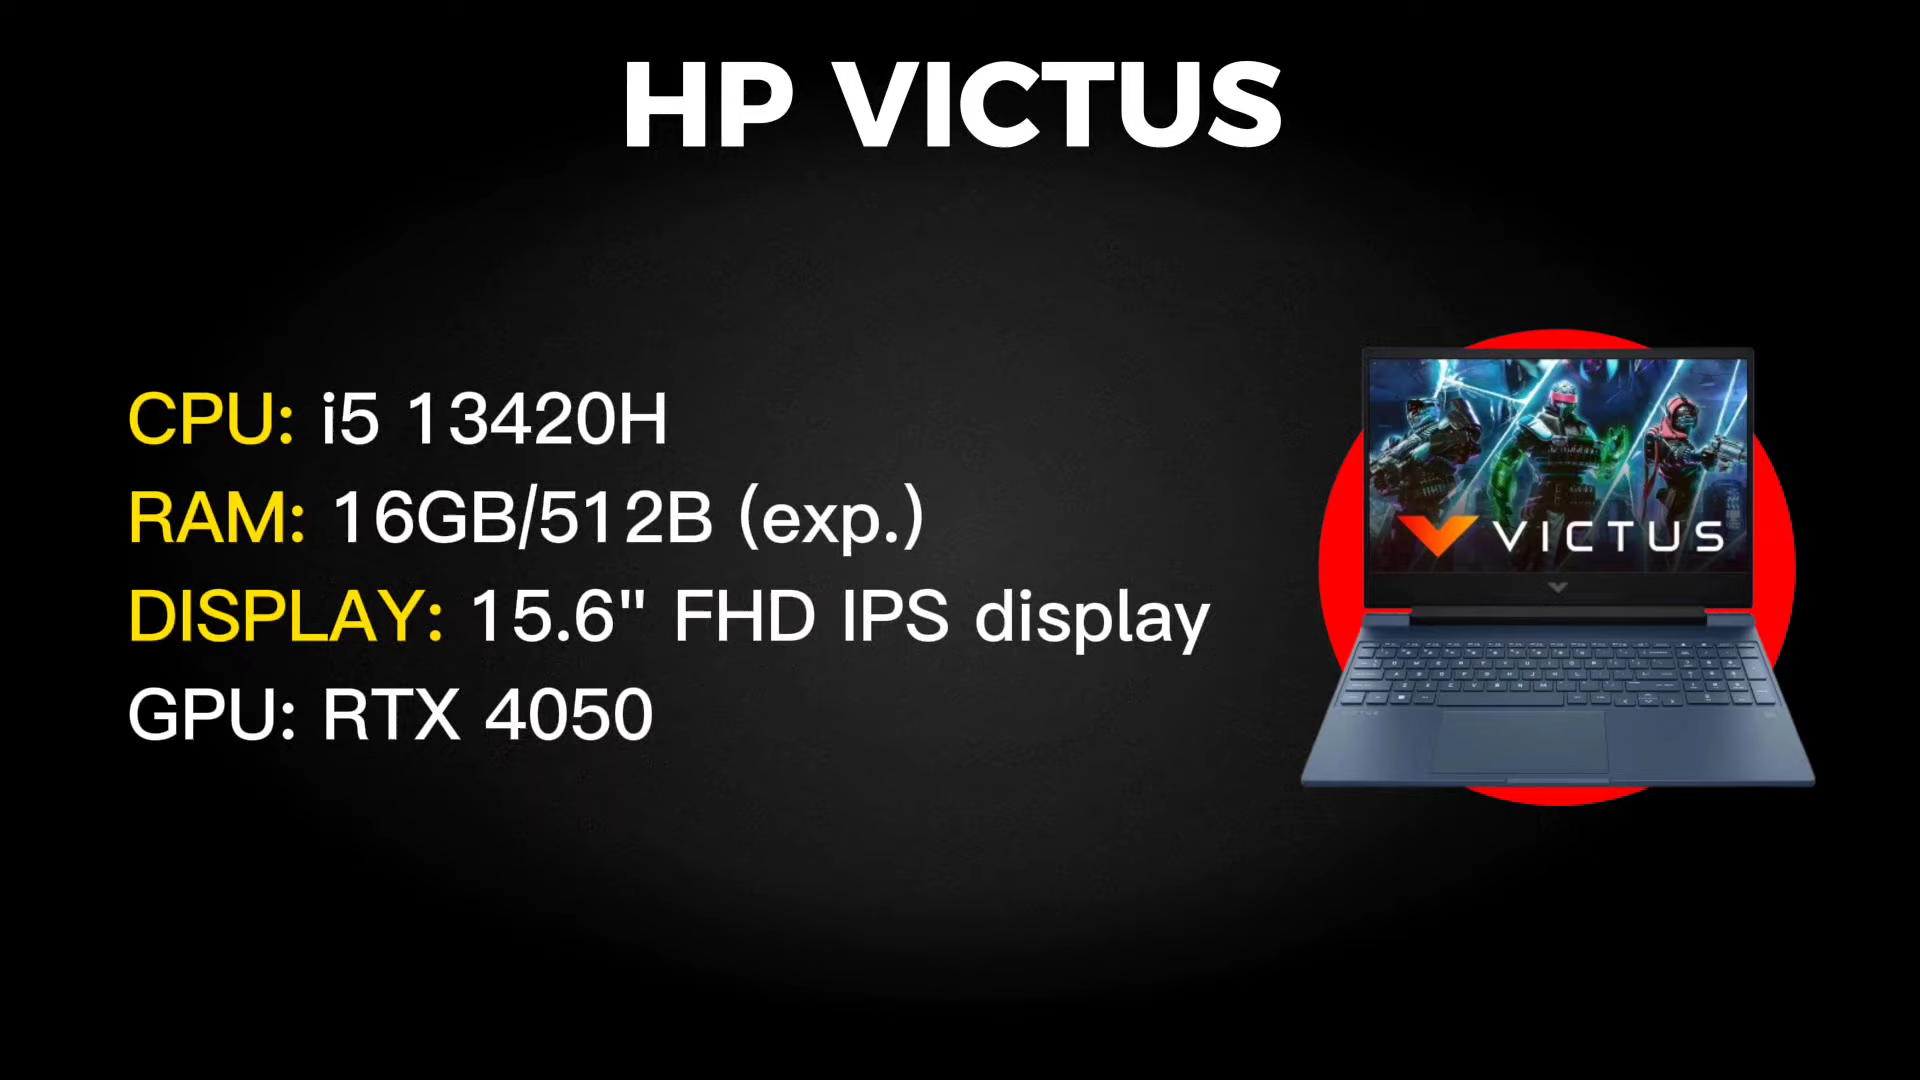 HP VICTUS
CPU: i5 13420H
RAM: 16GB/512B (exp.)
DISPLAY: 15.6" FHD IPS display
GPU: RTX 4050
VICTUS